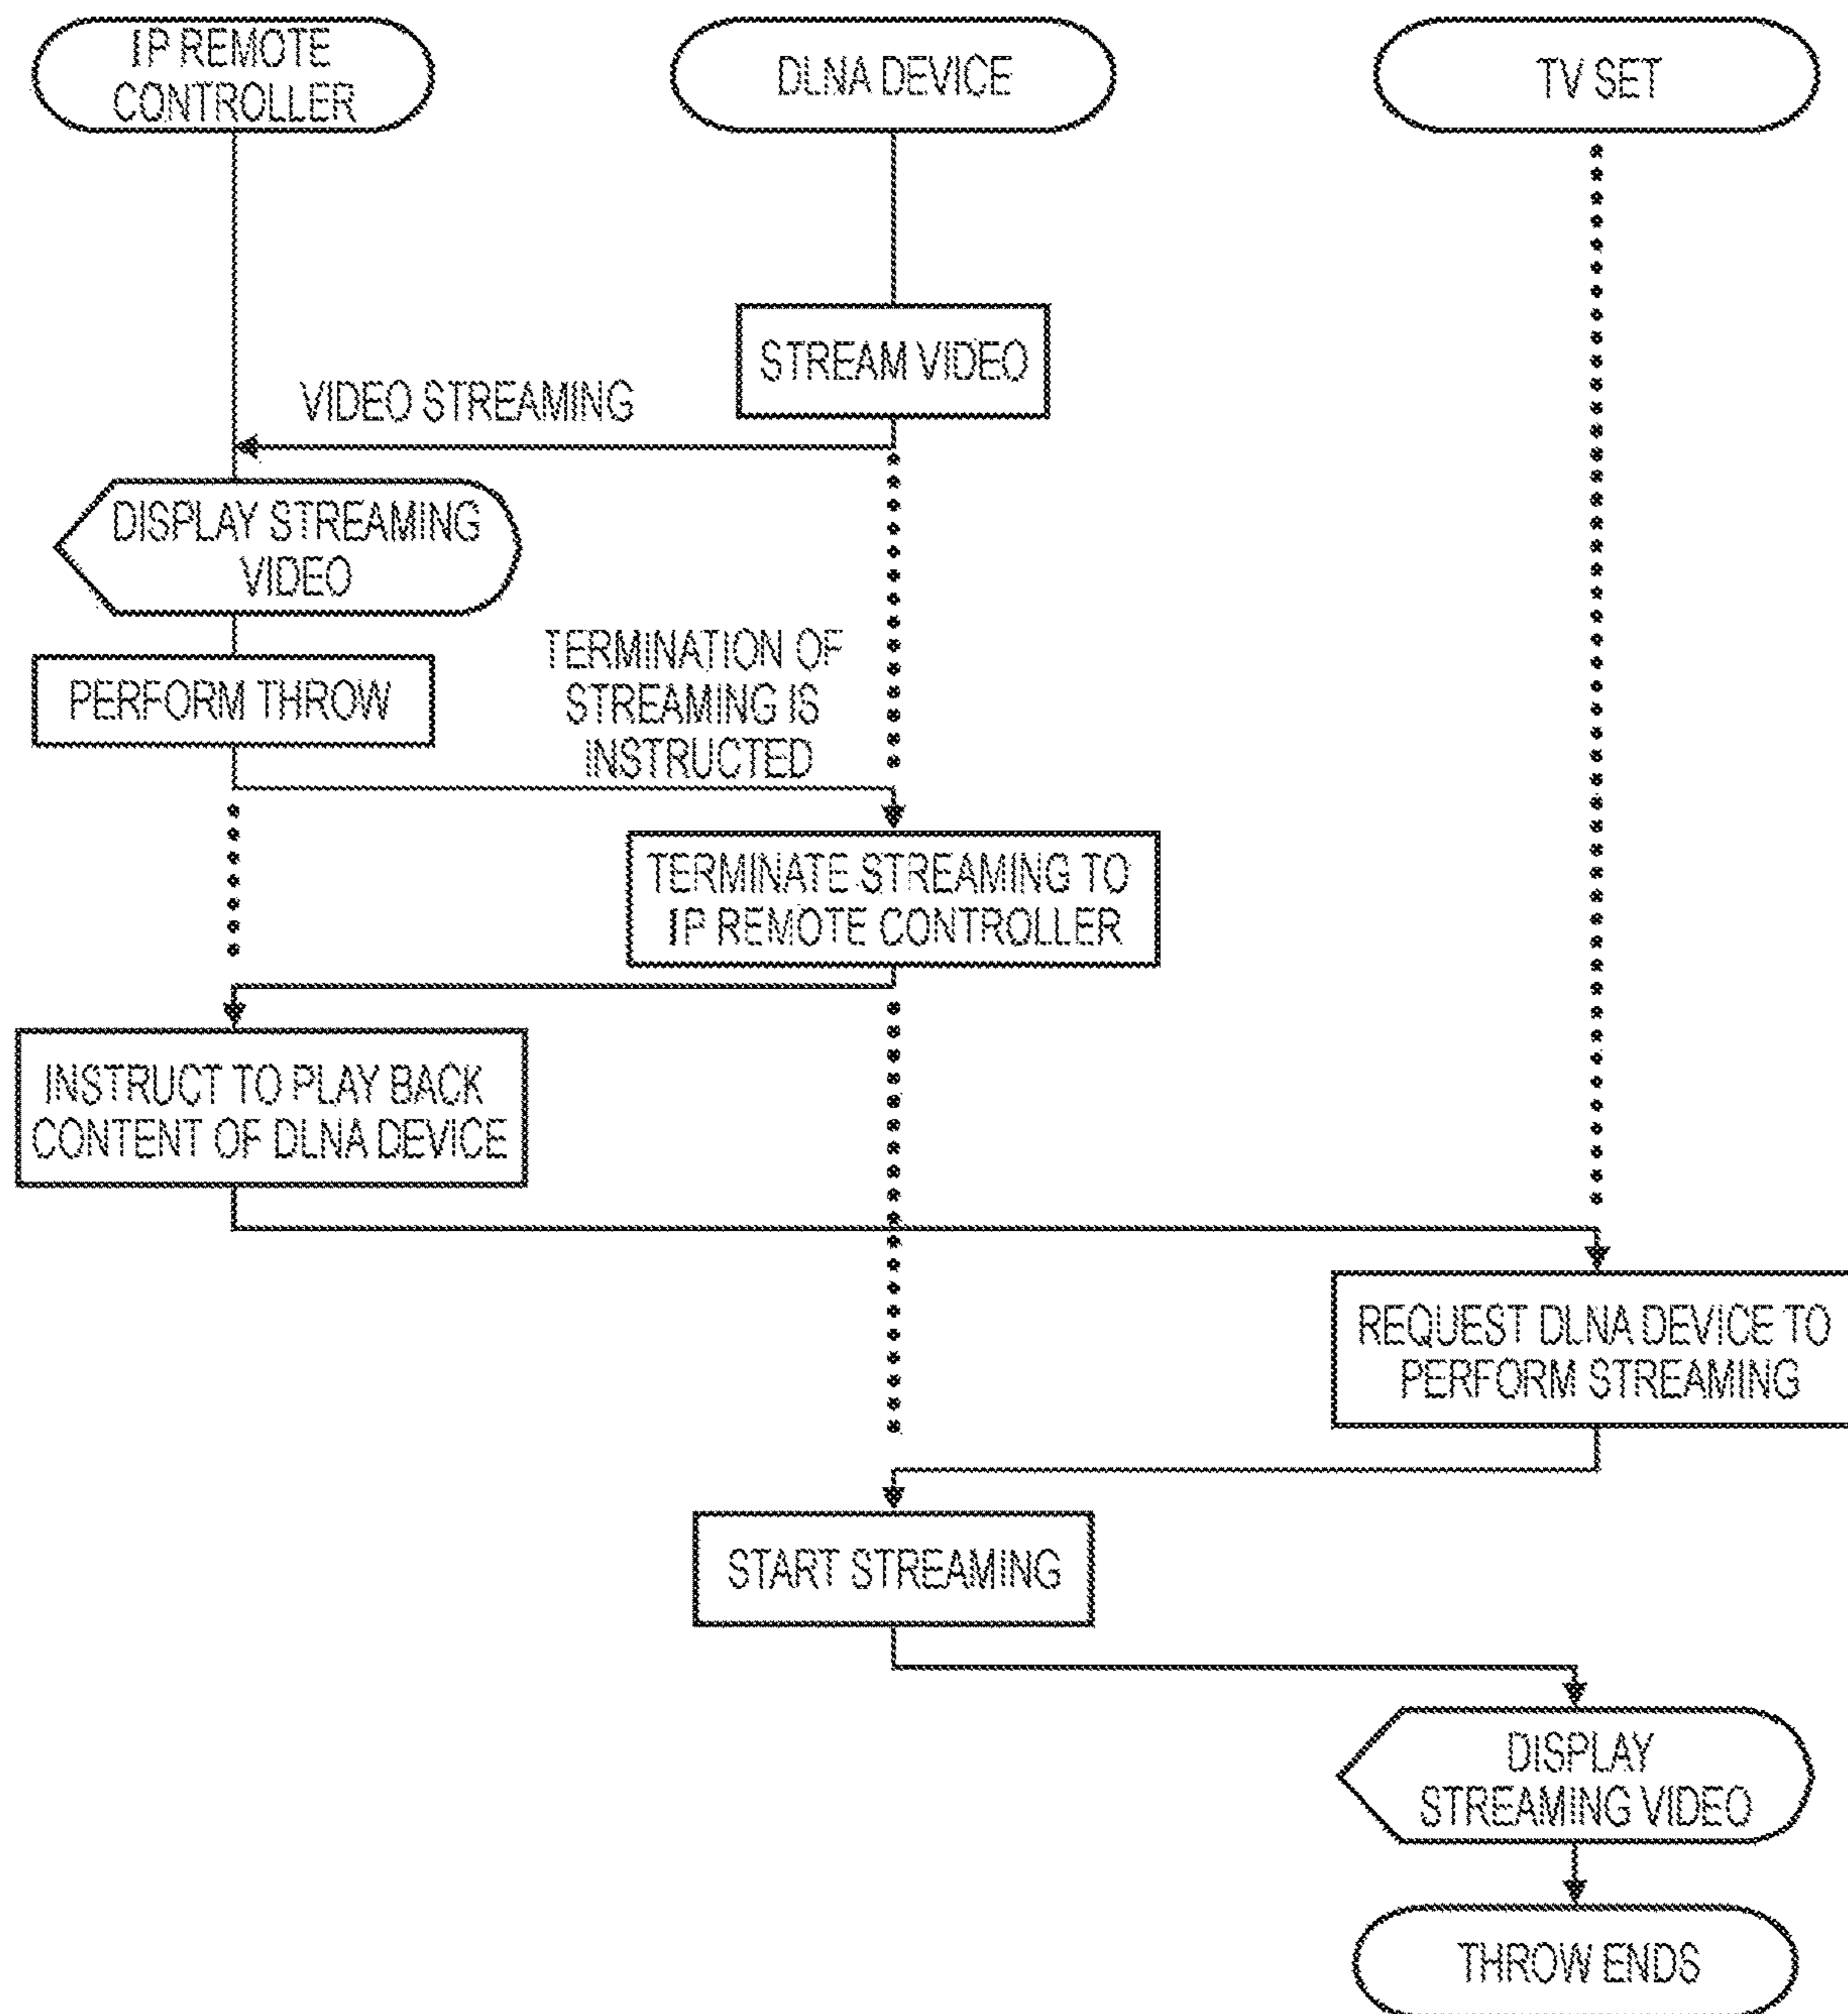 IP REMOTE
CONTROLLER
DLNA DEVICE
TV SET
STREAM VIDEO
VIDEO STREAMING
DISPLAY STREAMING
VIDEO
PERFORM THROW
TERMINATION OF
STREAMING IS
INSTRUCTED
TERMINATE STREAMING TO
IP REMOTE CONTROLLER
INSTRUCT TO PLAY BACK
CONTENT OF DLNA DEVICE
REQUEST DLNA DEVICE TO
PERFORM STREAMING
START STREAMING
DISPLAY
STREAMING VIDEO
THROW ENDS